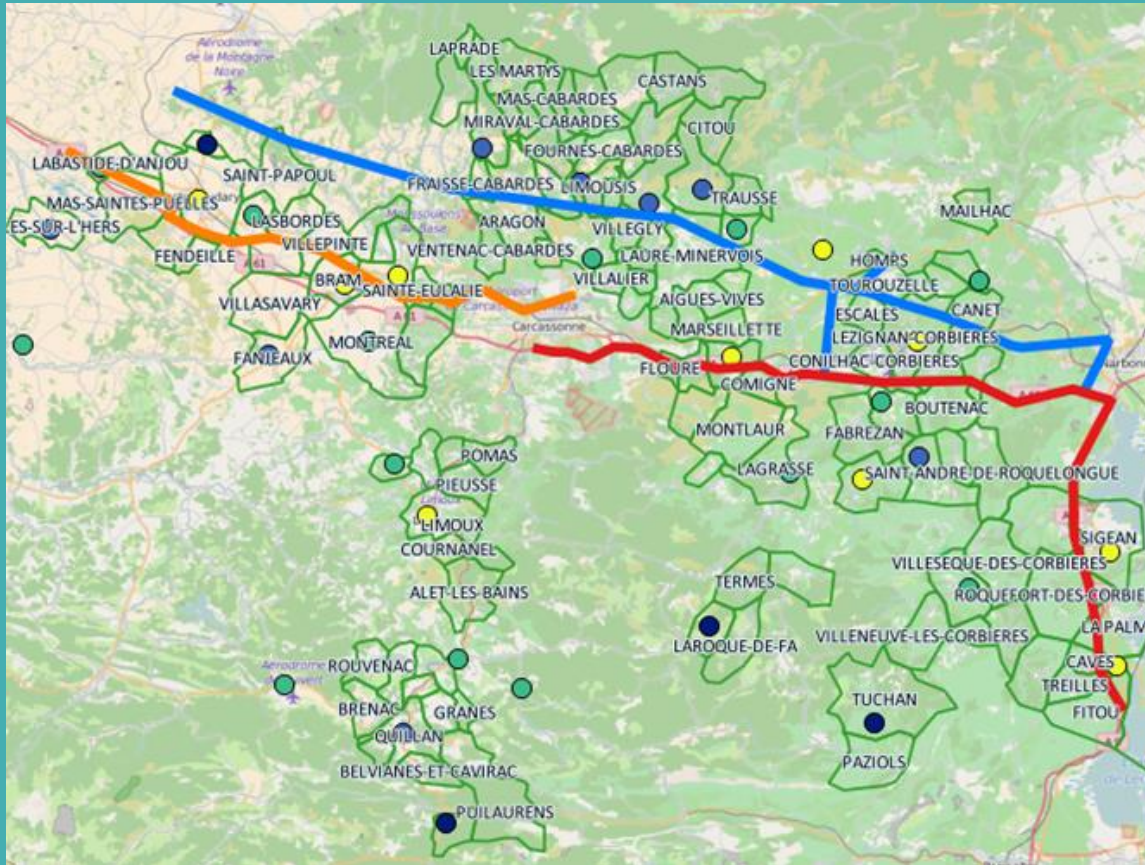 LAPRADE
Aérodrome
de la Montagne
Noire
LES MARTYS
CASTANS
MAS-CABARDES
MIRAVAL-CABARDES
CITOU
FOURNES-CABARDES
LABASTIDE-D'ANJOU
SAINT-PAPOUL
FRAISSE-CABARDES
LIMOUSIS
TRAUSSE
MAS-SAINTES-PUELLES
ES-SUR-L'HERS
LASBORDES
ARAGON
VILLEGLY
MAILHAC
VILLEPINTE
VENTENAC-CABARDES
LAURE-MINERVOIS
FENDEILLE
A 61
HOMPS
BRAM
SAINTE-EULALIE
VILLALIER
TOUROUZELLE
VILLASAVARY
AIGUES-VIVES
ESCALES
CANET
Carcassonne
MARSEILLETTE
LEZIGNAN-CORBIERES
MONTREAL
FANJEAUX
CONILHAC-CORBIERES
Narbon
FLOURE
COMIGNE
BOUTENAC
MONTLAUR
FABREZAN
POMAS
LAGRASSE
SAINT-ANDRE-DE-ROQUELONGUE
PIEUSSE
LIMOUX
COURNANEL
SIGEAN
VILLESEQUE-DES-CORBIERES
TERMES
ALET-LES-BAINS
ROQUEFORT-DES-CORBIE
LA PALM
VILLENEUVE-LES-CORBIERES
LAROQUE-DE-FA
ROUVENAC
CAVES
TREILLES
BRENAC
GRANES
TUCHAN
FITOU
QUILLAN
PAZIOLS
BELVIANES-ET-CAVIRAC
PUILAURENS